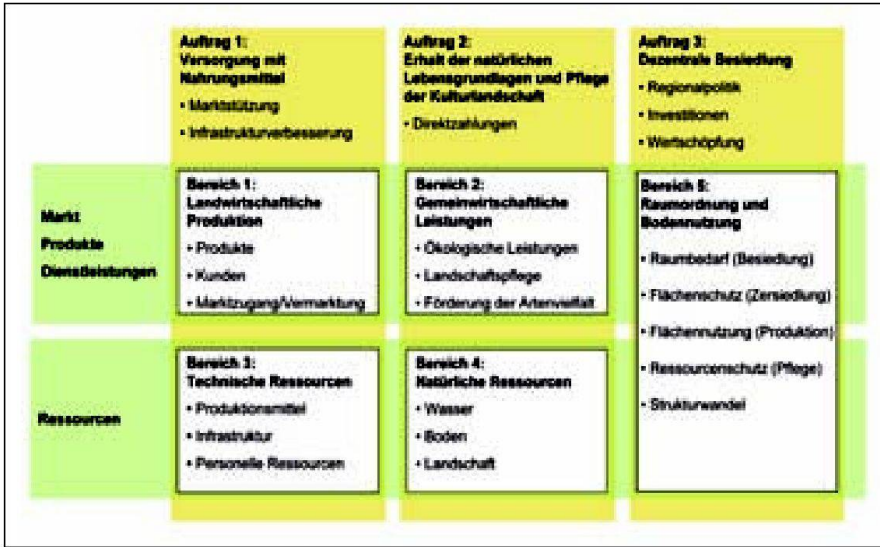 Auftrag 1:
Versorgung mit
Nahrungsmittel
• Marktstützung
• Infrastrukturverbesserung
Auftrag 2:
Erhalt der natürlichen
Lebensgrundlagen und Pflege
der Kulturlandschaft
• Direktzahlungen
Auftrag 3:
Dezentrale Besiedlung
• Regionalpolitik
• Investitionen
• Wertschöpfung
Markt
Produkte
Dienstleistungen
Bereich 1:
Landwirtschaftliche
Produktion
• Produkte
• Kunden
• Marktzugang/Vermarktung
Bereich 2:
Gemeinwirtschaftliche
Leistungen
• Ökologische Leistungen
• Landschaftspflege
• Förderung der Artenvielfalt
Bereich 5:
Raumordnung und
Bodennutzung
• Raumbedarf (Besiedlung)
• Flächenschutz (Zersiedlung)
• Flächennutzung (Produktion)
• Ressourcenschutz (Pflege)
• Strukturwandel
Ressourcen
Bereich 3:
Technische Ressourcen
• Produktionsmittel
• Infrastruktur
• Personelle Ressourcen
Bereich 4:
Natürliche Ressourcen
• Wasser
• Boden
• Landschaft